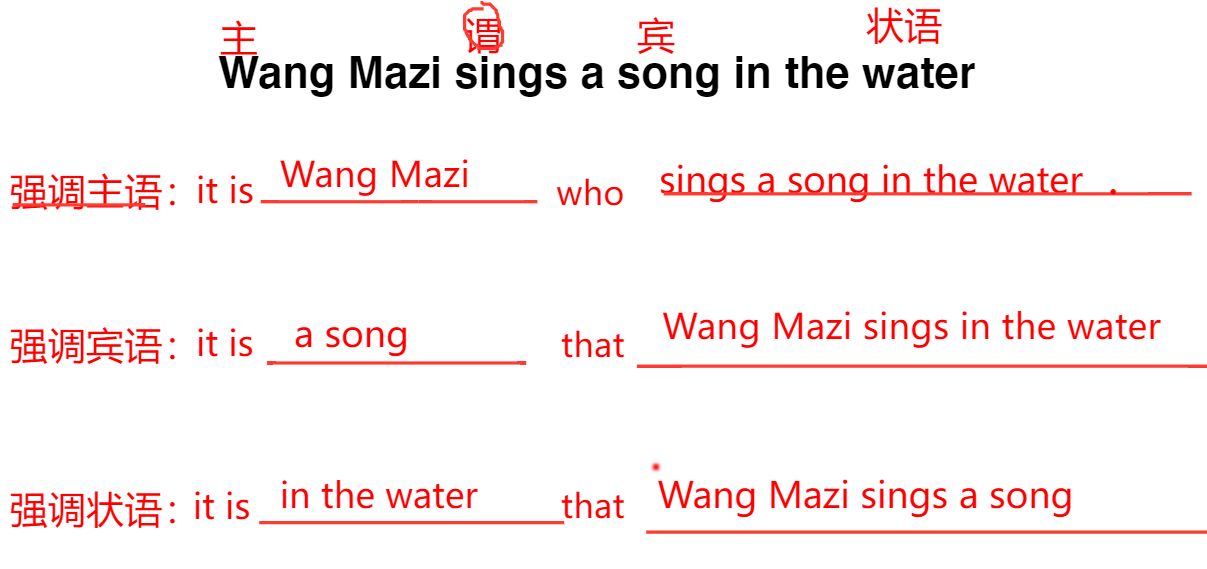 主 谓 宾 状语
Wang Mazi sings a song in the water
强调主语：it is Wang Mazi who sings a song in the water .
强调宾语：it is a song that Wang Mazi sings in the water
强调状语：it is in the water that Wang Mazi sings a song